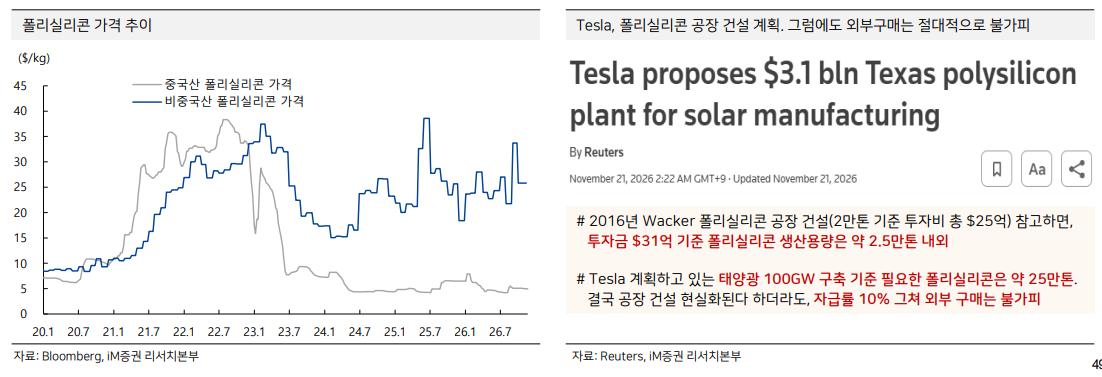 폴리실리콘 가격 추이
($/kg)
중국산 폴리실리콘 가격
비중국산 폴리실리콘 가격
45
40
35
30
25
20
15
10
5
0
20.1 20.7 21.1 21.7 22.1 22.7 23.1 23.7 24.1 24.7 25.1 25.7 26.1 26.7
자료: Bloomberg, iM증권 리서치본부
Tesla, 폴리실리콘 공장 건설 계획. 그럼에도 외부구매는 절대적으로 불가피
Tesla proposes $3.1 bln Texas polysilicon
plant for solar manufacturing
By Reuters
November 21, 2026 2:22 AM GMT+9 · Updated November 21, 2026
Aa
# 2016년 Wacker 폴리실리콘 공장 건설(2만톤 기준 투자비 총 $25억) 참고하면,
투자금 $31억 기준 폴리실리콘 생산용량은 약 2.5만톤 내외
# Tesla 계획하고 있는 태양광 100GW 구축 기준 필요한 폴리실리콘은 약 25만톤.
결국 공장 건설 현실화된다 하더라도, 자급률 10% 그쳐 외부 구매는 불가피
자료: Reuters, iM증권 리서치본부